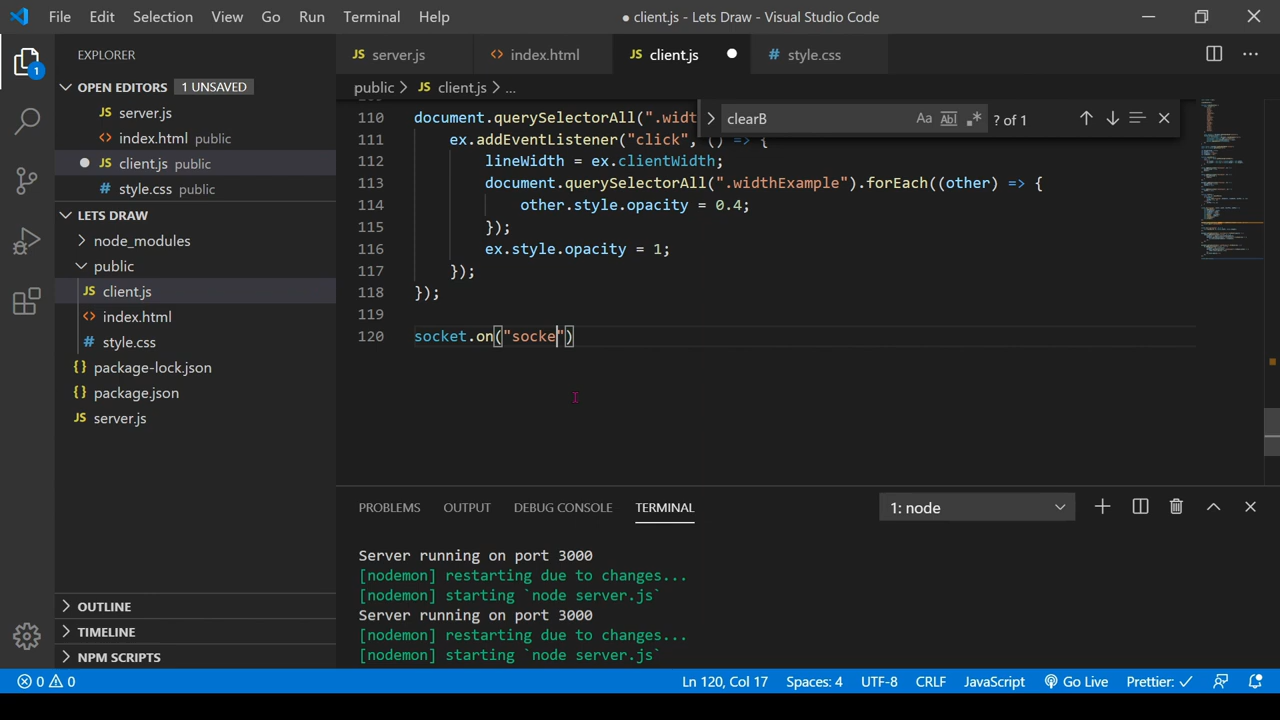 File Edit Selection View Go Run Terminal Help ● client.js - Lets Draw - Visual Studio Code
EXPLORER
OPEN EDITORS 1 UNSAVED
JS server.js
<> index.html public
● client.js public
# style.css public
LETS DRAW
node_modules
public
JS client.js
<> index.html
# style.css
{} package-lock.json
{} package.json
JS server.js
OUTLINE
TIMELINE
NPM SCRIPTS
1
JS server.js <> index.html JS client.js ● # style.css
public > JS client.js > ...
clearB Aa Abl .* ? of 1
110 document.querySelectorAll(".widt
111 ex.addEventListener("click", () => {
112 lineWidth = ex.clientWidth;
113 document.querySelectorAll(".widthExample").forEach((other) => {
114 other.style.opacity = 0.4;
115 });
116 ex.style.opacity = 1;
117 });
118 });
119
120 socket.on("socke")
PROBLEMS OUTPUT DEBUG CONSOLE TERMINAL 1: node
Server running on port 3000
[nodemon] restarting due to changes...
[nodemon] starting `node server.js`
Server running on port 3000
[nodemon] restarting due to changes...
[nodemon] starting `node server.js`
0 0 Ln 120, Col 17 Spaces: 4 UTF-8 CRLF JavaScript Go Live Prettier: ✓